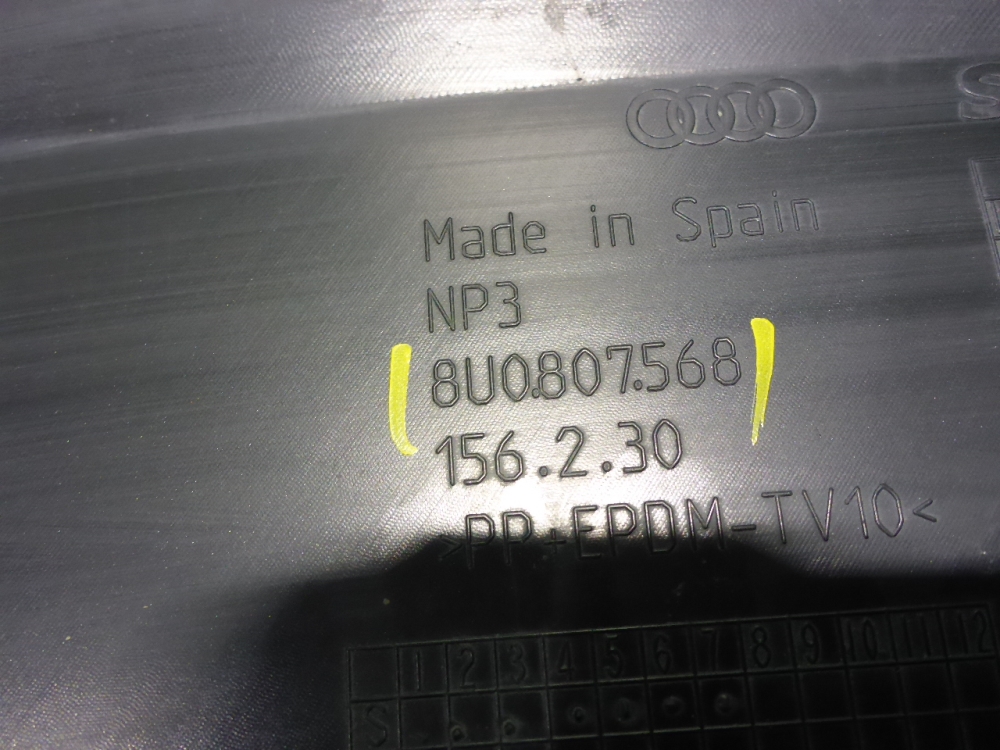 S
Made in Spain
NP3
8U0.807.568
156.2.30
>PP+EPDM-TV10<
1 2 3 4 5 6 7 8 9 10 11 12
S